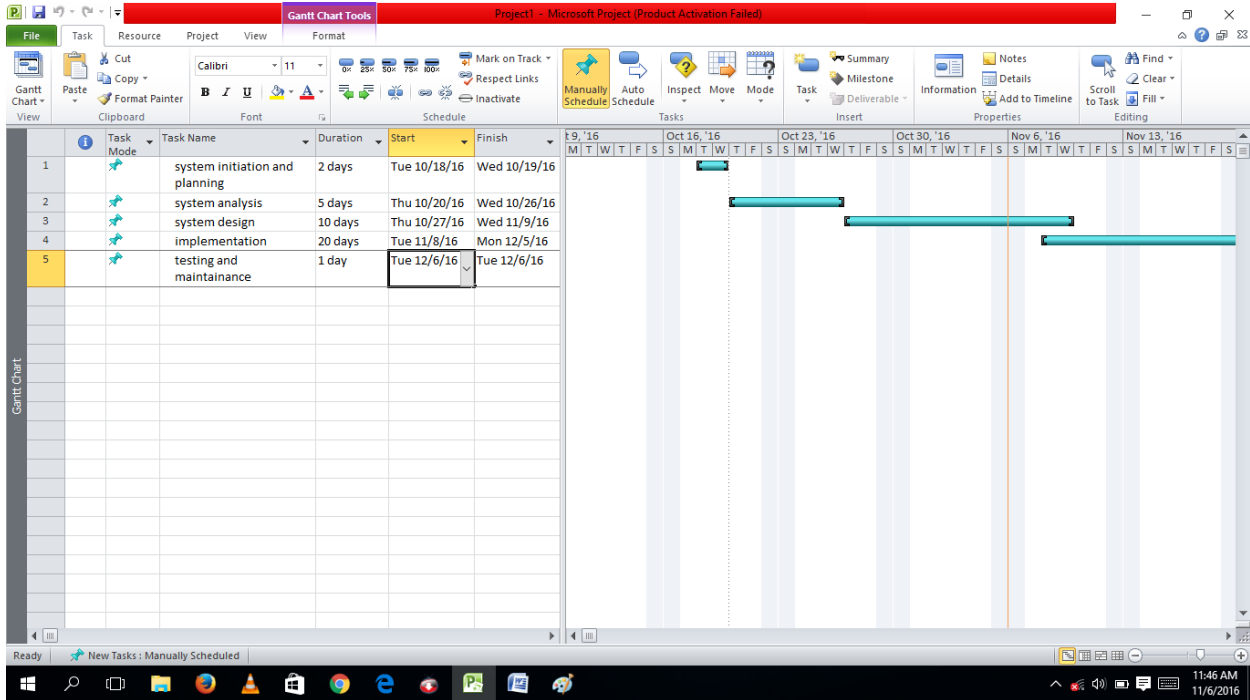 Gantt Chart Tools
Project1 - Microsoft Project (Product Activation Failed)
File Task Resource Project View Format
Gantt Chart
View
Paste
Cut
Copy
Format Painter
Clipboard
Calibri 11
B I U A
Font
0× 25× 50× 75× 100×
Mark on Track
Respect Links
Inactivate
Schedule
Manually Schedule
Auto Schedule
Inspect
Move
Mode
Tasks
Task
Summary
Milestone
Deliverable
Insert
Information
Notes
Details
Add to Timeline
Properties
Scroll to Task
Find
Clear
Fill
Editing
Task Mode Task Name Duration Start Finish
1 system initiation and planning 2 days Tue 10/18/16 Wed 10/19/16
2 system analysis 5 days Thu 10/20/16 Wed 10/26/16
3 system design 10 days Thu 10/27/16 Wed 11/9/16
4 implementation 20 days Tue 11/8/16 Mon 12/5/16
5 testing and maintainance 1 day Tue 12/6/16 Tue 12/6/16
t 9, '16 Oct 16, '16 Oct 23, '16 Oct 30, '16 Nov 6, '16 Nov 13, '16
M T W T F S S M T W T F S S M T W T F S S M T W T F S S M T W T F S S M T W T F S
Gantt Chart
Ready New Tasks : Manually Scheduled
11:46 AM
11/6/2016